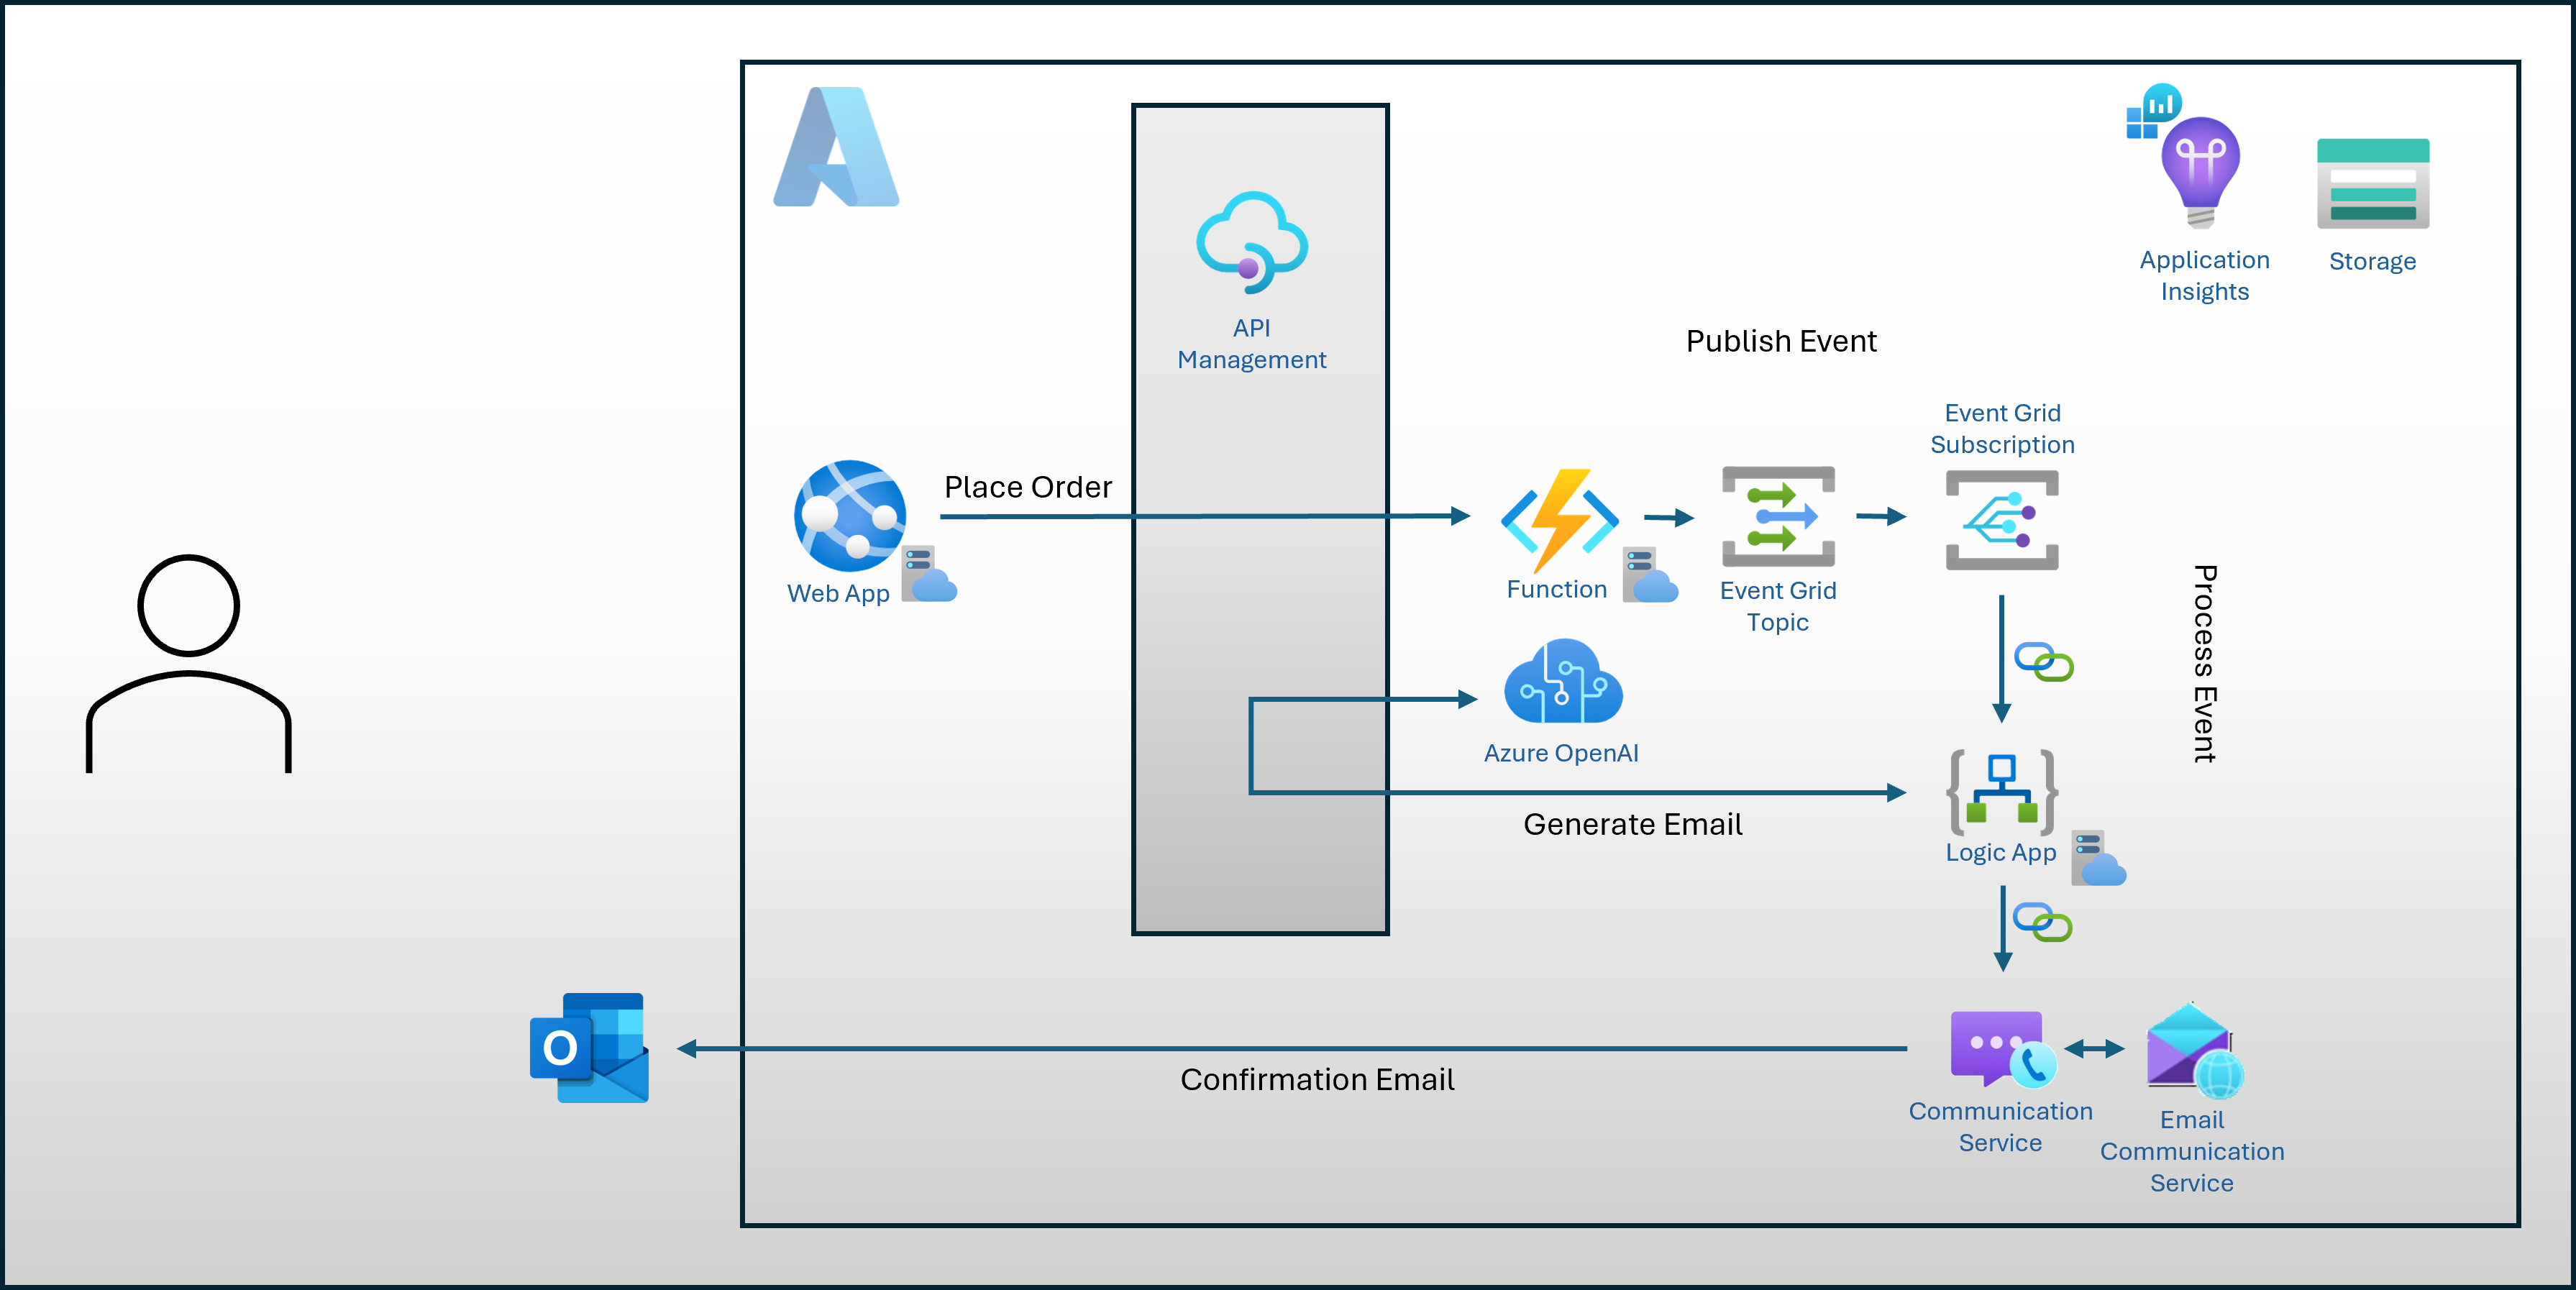 Application
Insights
Storage
API
Management
Publish Event
Event Grid
Subscription
Place Order
Web App
Function
Event Grid
Topic
Process Event
Azure OpenAI
Generate Email
Logic App
O
Confirmation Email
Communication
Service
Email
Communication
Service